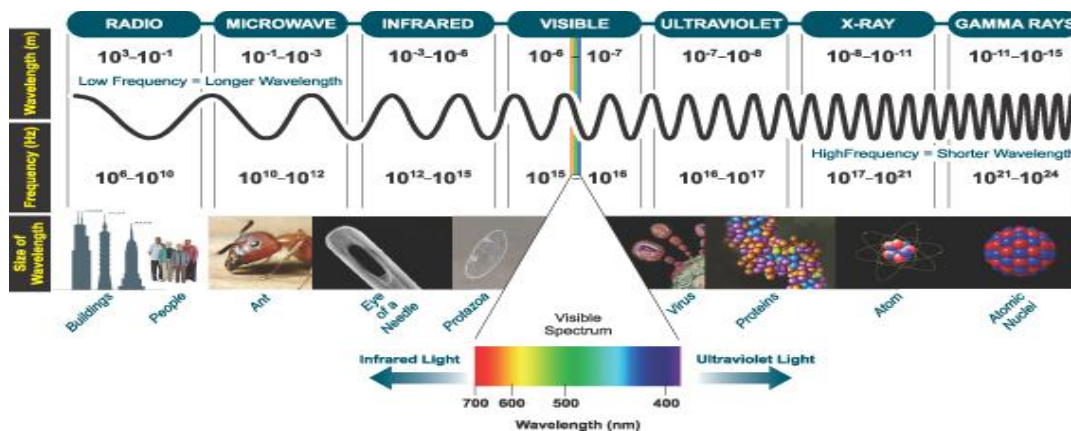 RADIO
MICROWAVE
INFRARED
VISIBLE
ULTRAVIOLET
X-RAY
GAMMA RAYS
Wavelength (m)
10³–10⁻¹
10⁻¹–10⁻³
10⁻³–10⁻⁶
10⁻⁶ – 10⁻⁷
10⁻⁷–10⁻⁸
10⁻⁸–10⁻¹¹
10⁻¹¹–10⁻¹⁵
Low Frequency = Longer Wavelength
Frequency (Hz)
HighFrequency = Shorter Wavelength
10⁶–10¹⁰
10¹⁰–10¹²
10¹²–10¹⁵
10¹⁵ – 10¹⁶
10¹⁶–10¹⁷
10¹⁷–10²¹
10²¹–10²⁴
Size of
Wavelength
Buildings
People
Ant
Eye
of a
Needle
Protazoa
Virus
Proteins
Atom
Atomic
Nuclei
Visible
Spectrum
Infrared Light
Ultraviolet Light
700 600 500 400
Wavelength (nm)